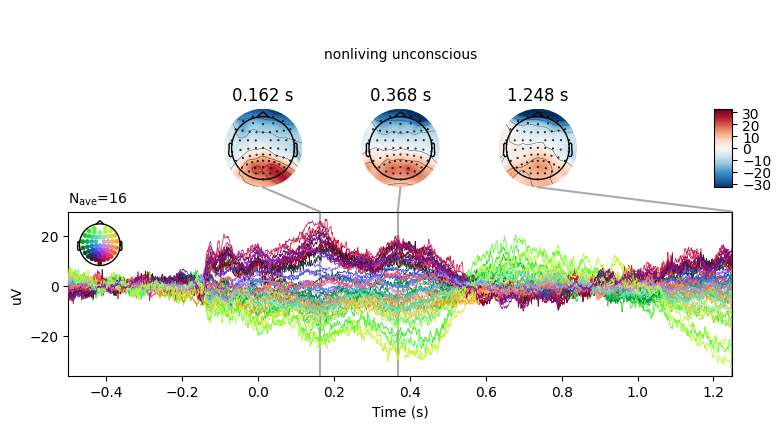 nonliving unconscious
0.162 s 0.368 s 1.248 s
30
20
10
0
−10
−20
−30
Nave=16
20
0
−20
uV
−0.4 −0.2 0.0 0.2 0.4 0.6 0.8 1.0 1.2
Time (s)